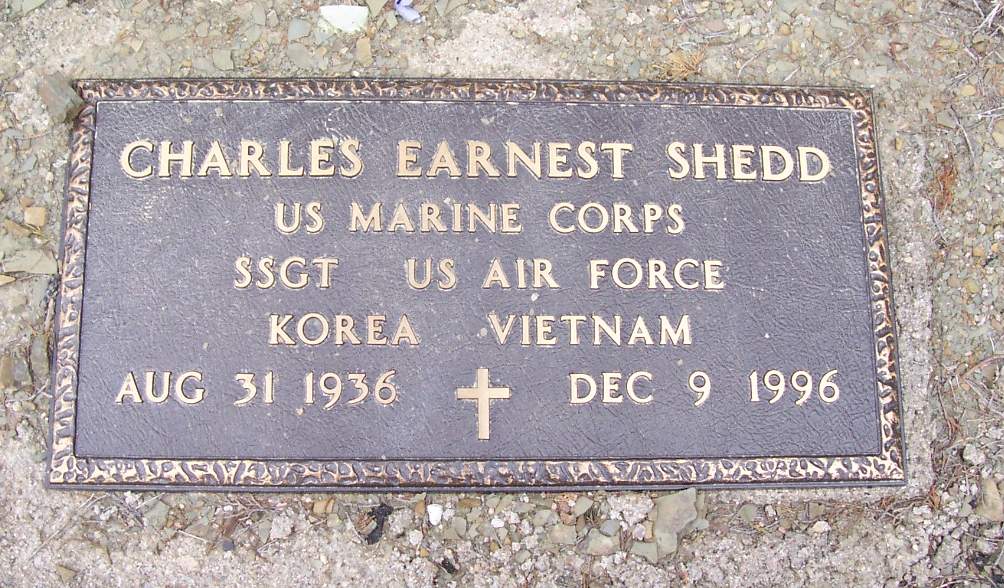 CHARLES EARNEST SHEDD
US MARINE CORPS
SSGT US AIR FORCE
KOREA VIETNAM
AUG 31 1936 DEC 9 1996